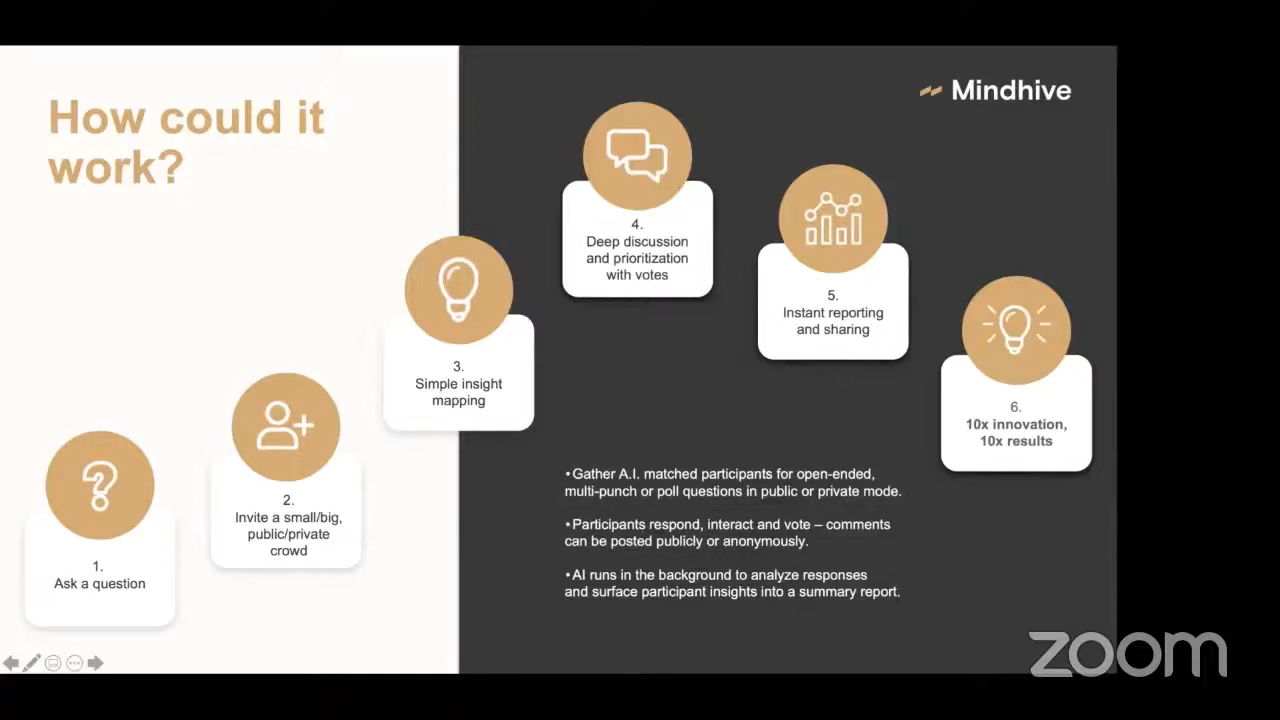 How could it
work?
Mindhive
1.
Ask a question
2.
Invite a small/big,
public/private
crowd
3.
Simple insight
mapping
4.
Deep discussion
and prioritization
with votes
5.
Instant reporting
and sharing
6.
10x innovation,
10x results
•Gather A.I. matched participants for open-ended,
multi-punch or poll questions in public or private mode.
•Participants respond, interact and vote – comments
can be posted publicly or anonymously.
•AI runs in the background to analyze responses
and surface participant insights into a summary report.
zoom